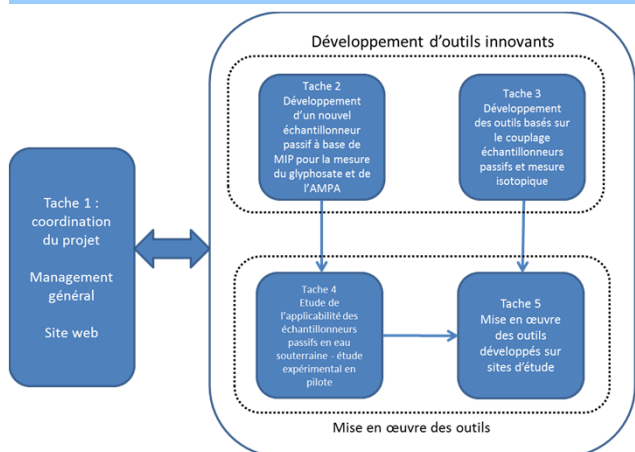 Développement d'outils innovants
Tache 1 :
coordination
du projet
Management
général
Site web
Tache 2
Développement
d'un nouvel
échantillonneur
passif à base de
MIP pour la mesure
du glyphosate et de
l'AMPA
Tache 3
Développement
des outils basés sur
le couplage
échantillonneurs
passifs et mesure
isotopique
Tache 4
Etude de
l'applicabilité des
échantillonneurs
passifs en eau
souterraine - étude
expérimental en
pilote
Tache 5
Mise en œuvre
des outils
développés sur
sites d'étude
Mise en œuvre des outils